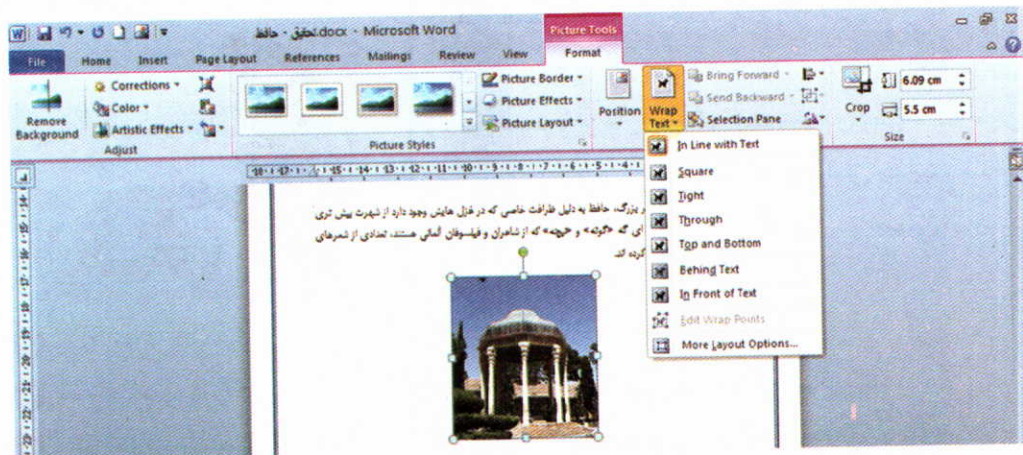 تحقیق - حافظ.docx - Microsoft Word
Picture Tools
File Home Insert Page Layout References Mailings Review View Format
Remove Background
Corrections
Color
Artistic Effects
Adjust
Picture Border
Picture Effects
Picture Layout
Picture Styles
Position
Wrap Text
Bring Forward
Send Backward
Selection Pane
Crop
6.09 cm
5.5 cm
Size
In Line with Text
Square
Tight
Through
Top and Bottom
Behing Text
In Front of Text
Edit Wrap Points
More Layout Options...
بزرگ، حافظ به دلیل ظرافت خاصی که در غزل هایش وجود دارد از شهرت بیش تری
ای که «گوته» و «نیچه» که از شاعران و فیلسوفان آلمانی هستند، تعدادی از شعرهای
کرده اند.